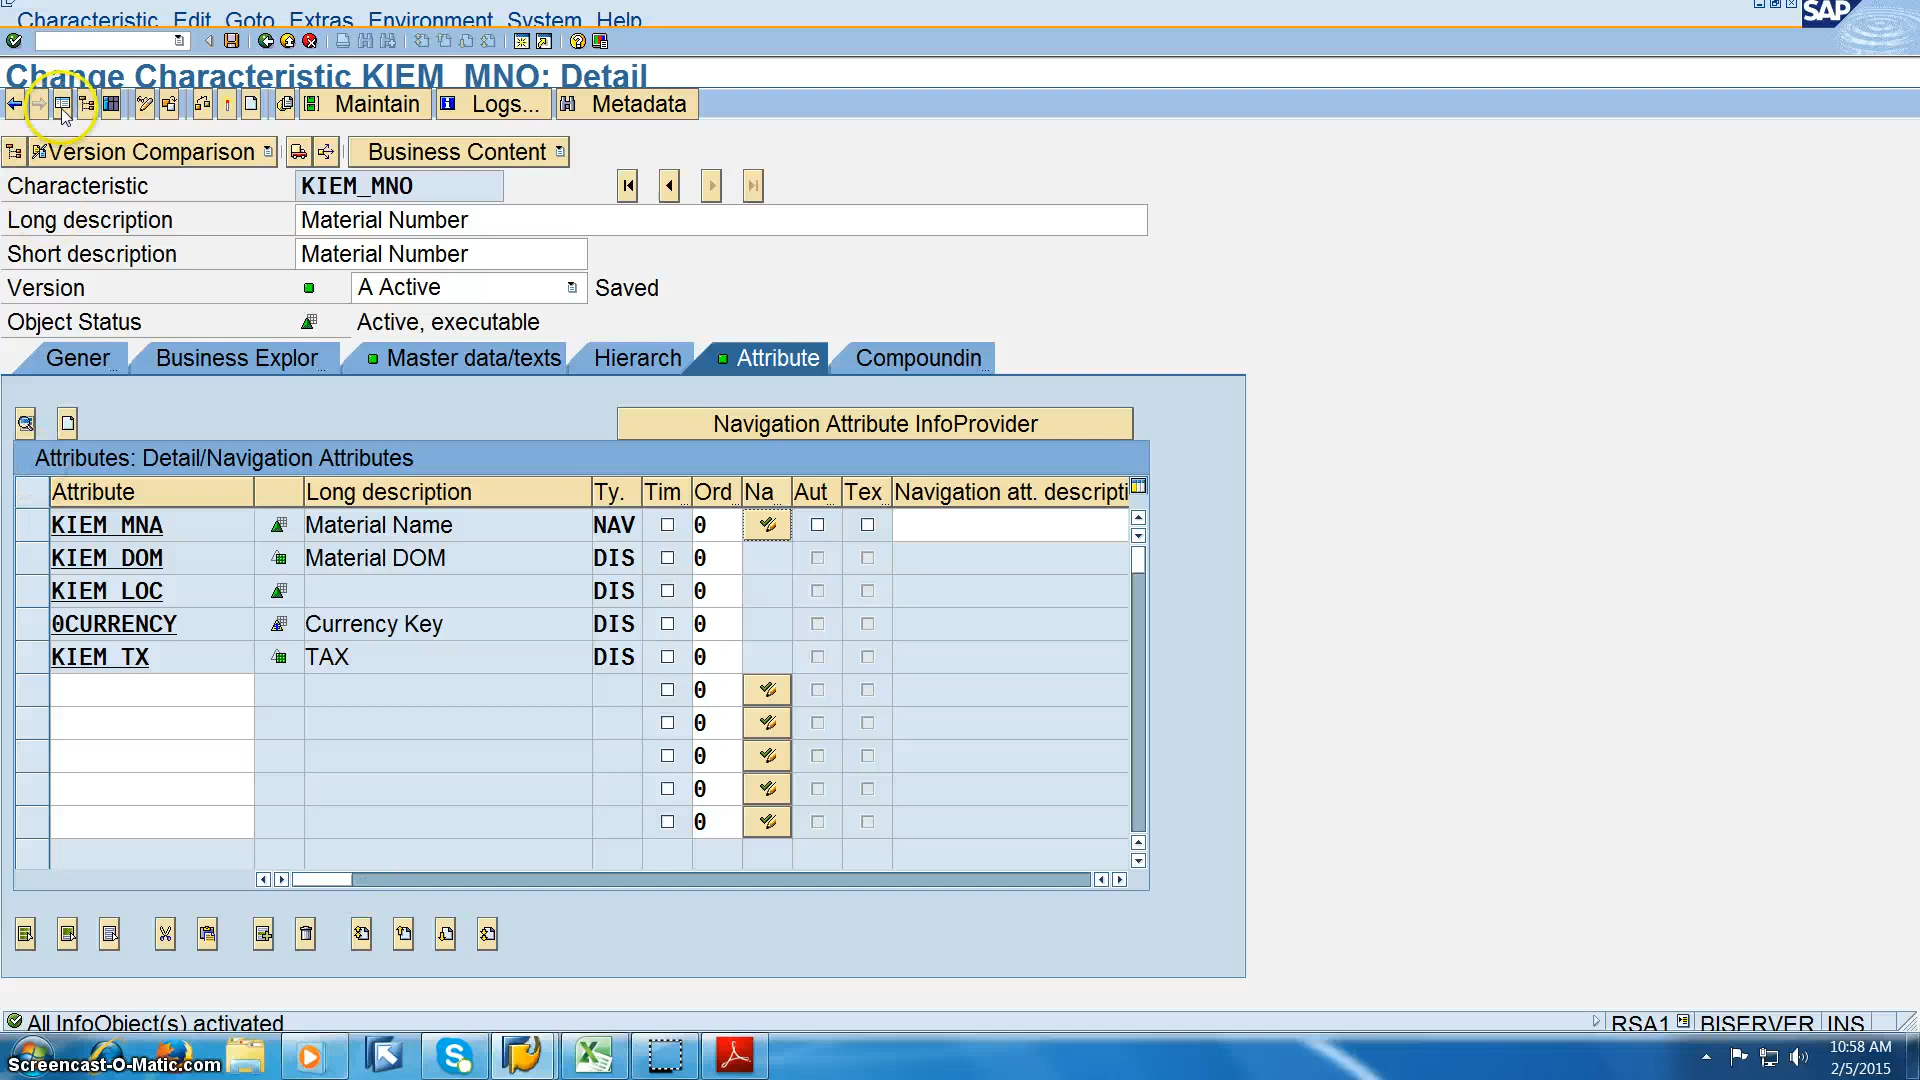 Characteristic Edit Goto Extras Environment System Help
SAP
Change Characteristic KIEM_MNO: Detail
Maintain Logs... Metadata
Version Comparison Business Content
Characteristic KIEM_MNO
Long description Material Number
Short description Material Number
Version A Active Saved
Object Status Active, executable
Gener Business Explor Master data/texts Hierarch Attribute Compoundin
Navigation Attribute InfoProvider
Attributes: Detail/Navigation Attributes
Attribute Long description Ty. Tim Ord Na Aut Tex Navigation att. descripti
KIEM_MNA Material Name NAV 0
KIEM_DOM Material DOM DIS 0
KIEM_LOC DIS 0
0CURRENCY Currency Key DIS 0
KIEM_TX TAX DIS 0
0
0
0
0
0
All InfoObject(s) activated RSA1 BISERVER INS
Screencast-O-Matic.com
10:58 AM
2/5/2015